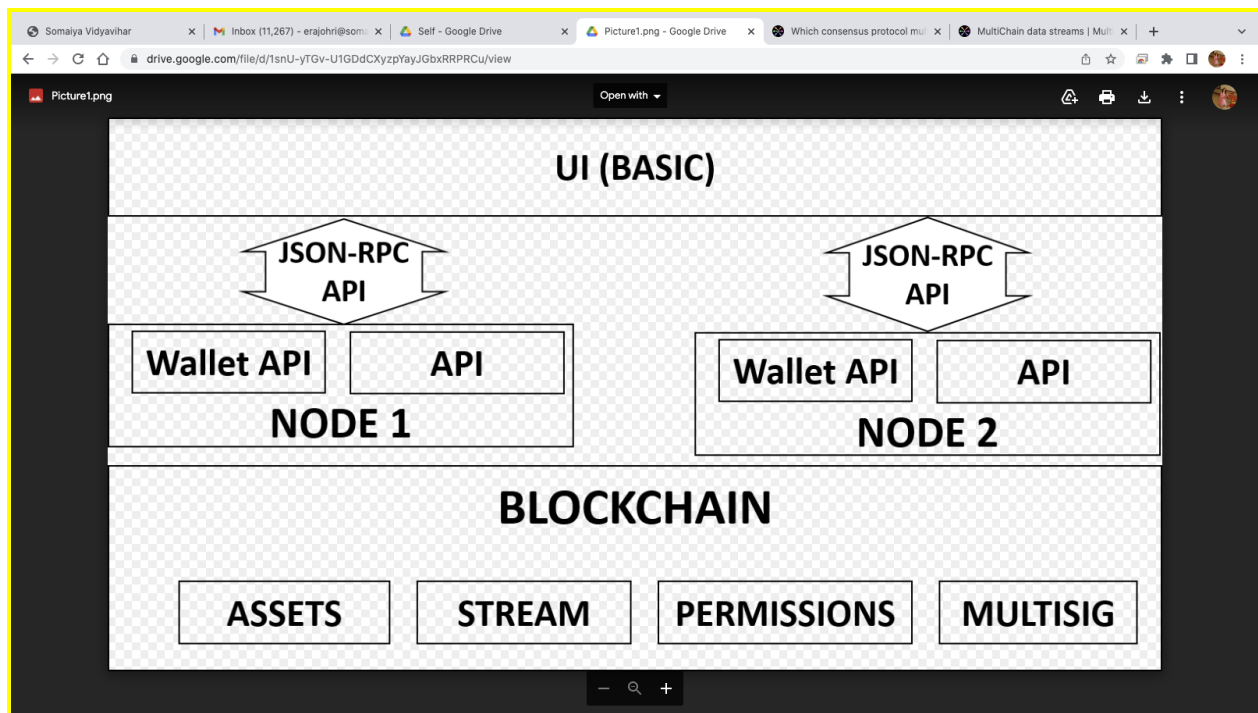 Somaiya Vidyavihar
Inbox (11,267) - erajohri@som
Self - Google Drive
Picture1.png - Google Drive
Which consensus protocol mul
MultiChain data streams | Mult
drive.google.com/file/d/1snU-yTGv-U1GDdCXyzpYayJGbxRRPRCu/view
Picture1.png
Open with
UI (BASIC)
JSON-RPC
API
JSON-RPC
API
Wallet API
API
NODE 1
Wallet API
API
NODE 2
BLOCKCHAIN
ASSETS
STREAM
PERMISSIONS
MULTISIG